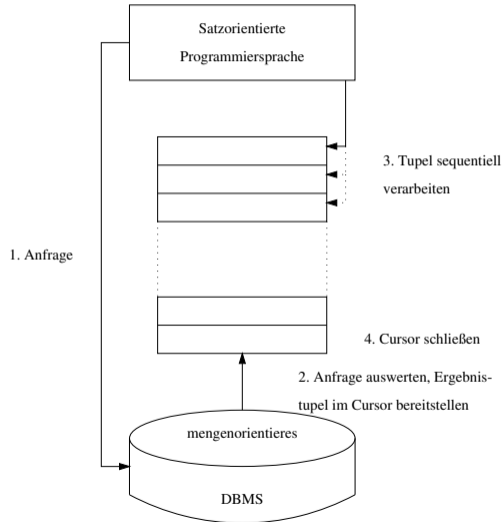 Satzorientierte
Programmiersprache
3. Tupel sequentiell
verarbeiten
1. Anfrage
4. Cursor schließen
2. Anfrage auswerten, Ergebnis-
tupel im Cursor bereitstellen
mengenorientieres
DBMS